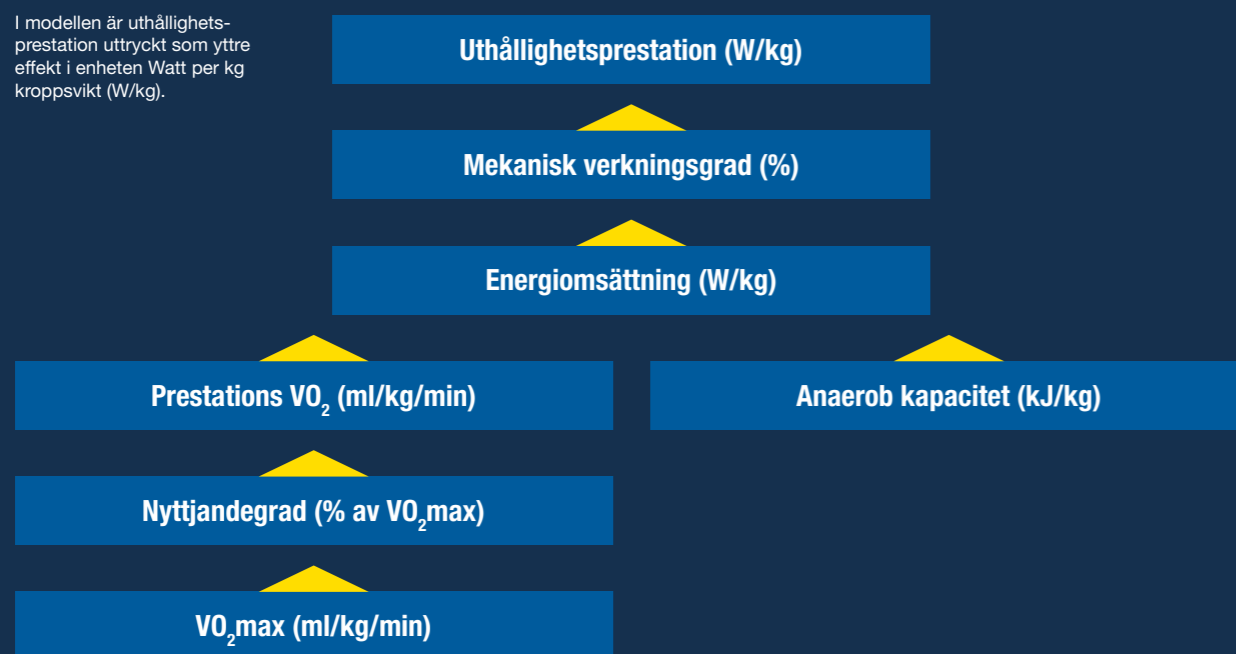 I modellen är uthållighets-
prestation uttryckt som yttre
effekt i enheten Watt per kg
kroppsvikt (W/kg).
Uthållighetsprestation (W/kg)
Mekanisk verkningsgrad (%)
Energiomsättning (W/kg)
Prestations VO₂ (ml/kg/min)
Anaerob kapacitet (kJ/kg)
Nyttjandegrad (% av VO₂max)
VO₂max (ml/kg/min)